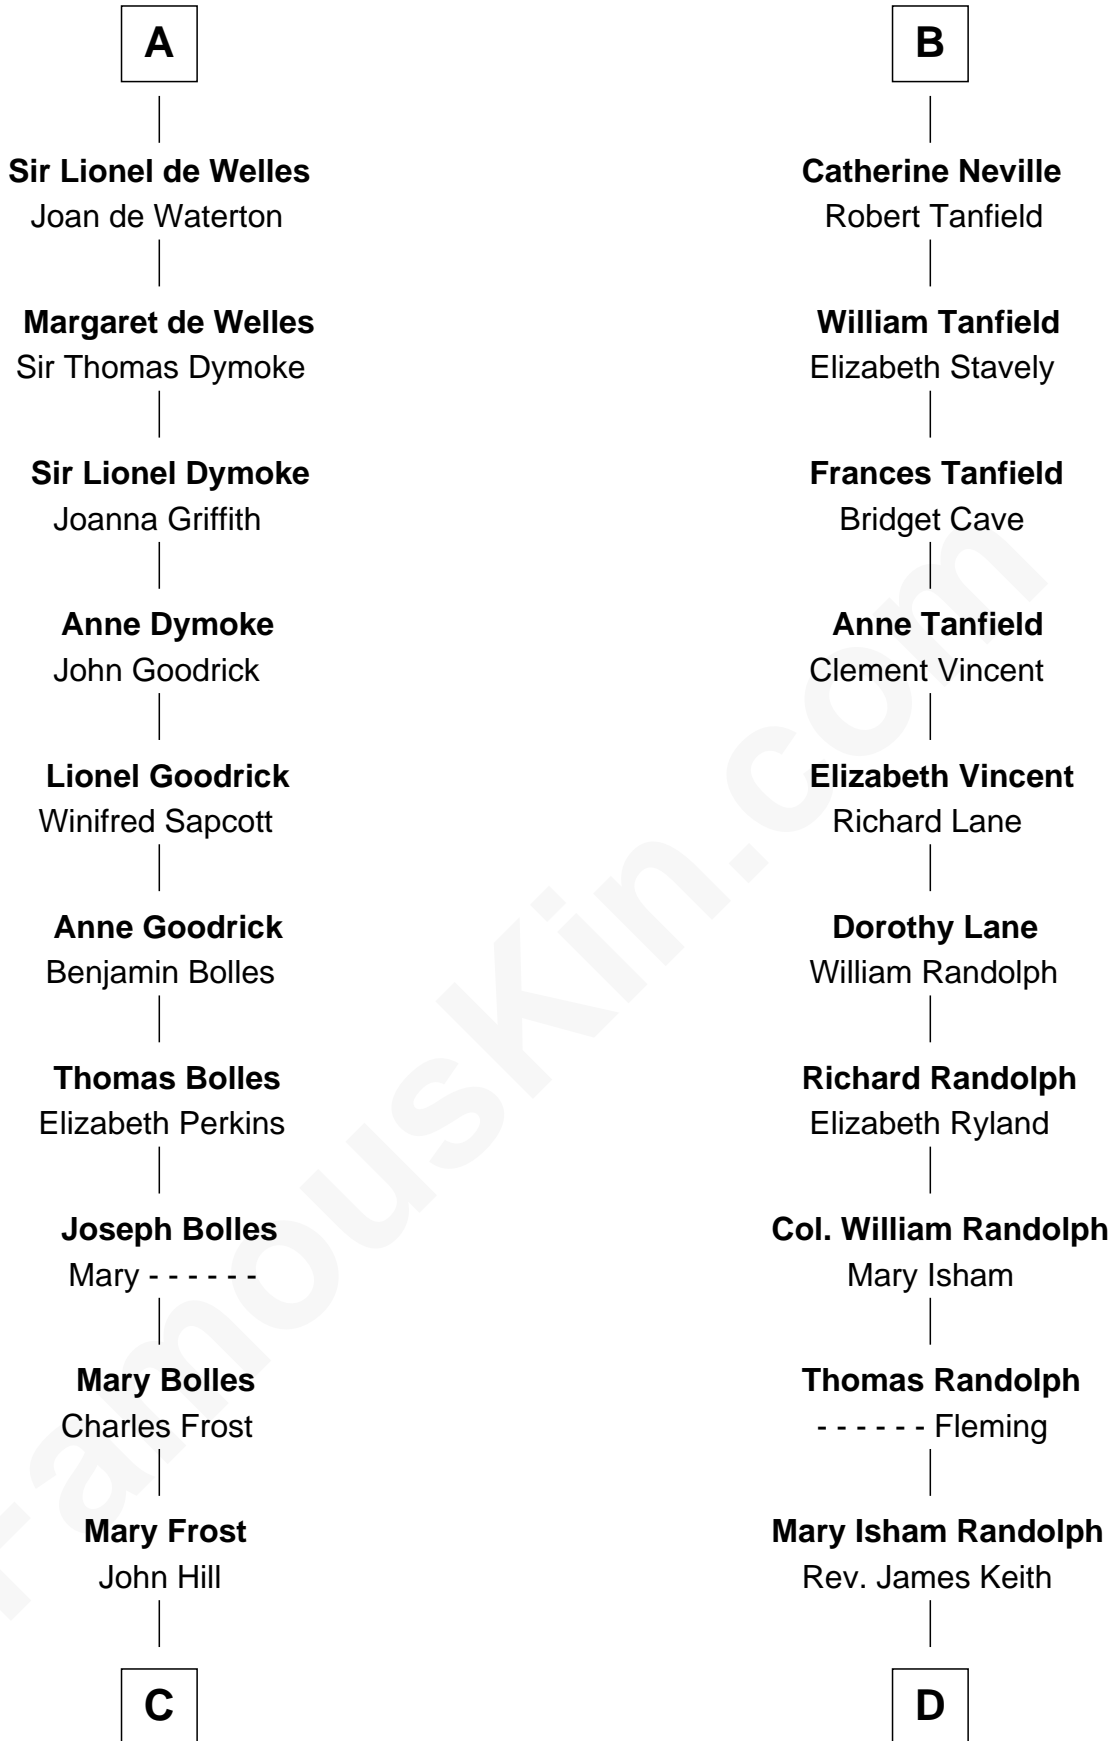 A
Sir Lionel de Welles
Joan de Waterton
Margaret de Welles
Sir Thomas Dymoke
Sir Lionel Dymoke
Joanna Griffith
Anne Dymoke
John Goodrick
Lionel Goodrick
Winifred Sapcott
Anne Goodrick
Benjamin Bolles
Thomas Bolles
Elizabeth Perkins
Joseph Bolles
Mary - - - - - -
Mary Bolles
Charles Frost
Mary Frost
John Hill
C
B
Catherine Neville
Robert Tanfield
William Tanfield
Elizabeth Stavely
Frances Tanfield
Bridget Cave
Anne Tanfield
Clement Vincent
Elizabeth Vincent
Richard Lane
Dorothy Lane
William Randolph
Richard Randolph
Elizabeth Ryland
Col. William Randolph
Mary Isham
Thomas Randolph
- - - - - - Fleming
Mary Isham Randolph
Rev. James Keith
D
FamousKin.com